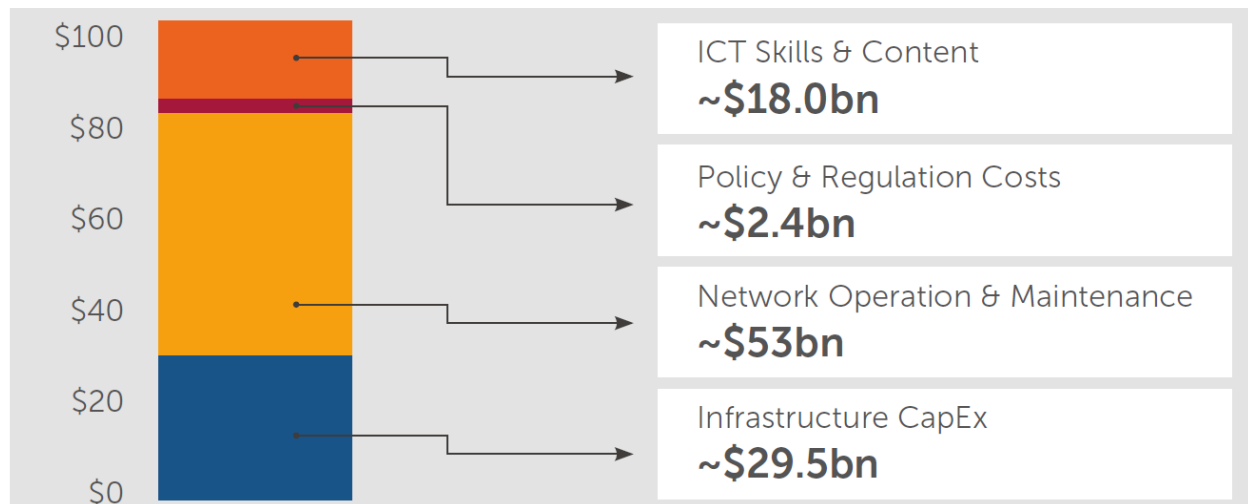 $100
$80
$60
$40
$20
$0
ICT Skills & Content
~$18.0bn
Policy & Regulation Costs
~$2.4bn
Network Operation & Maintenance
~$53bn
Infrastructure CapEx
~$29.5bn